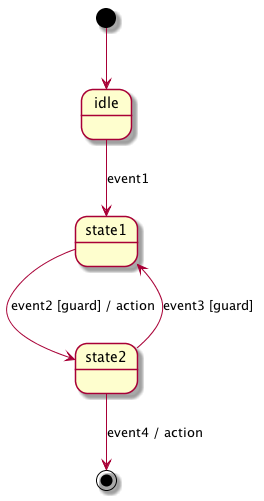 idle
event1
state1
event2 [guard] / action
event3 [guard]
state2
event4 / action